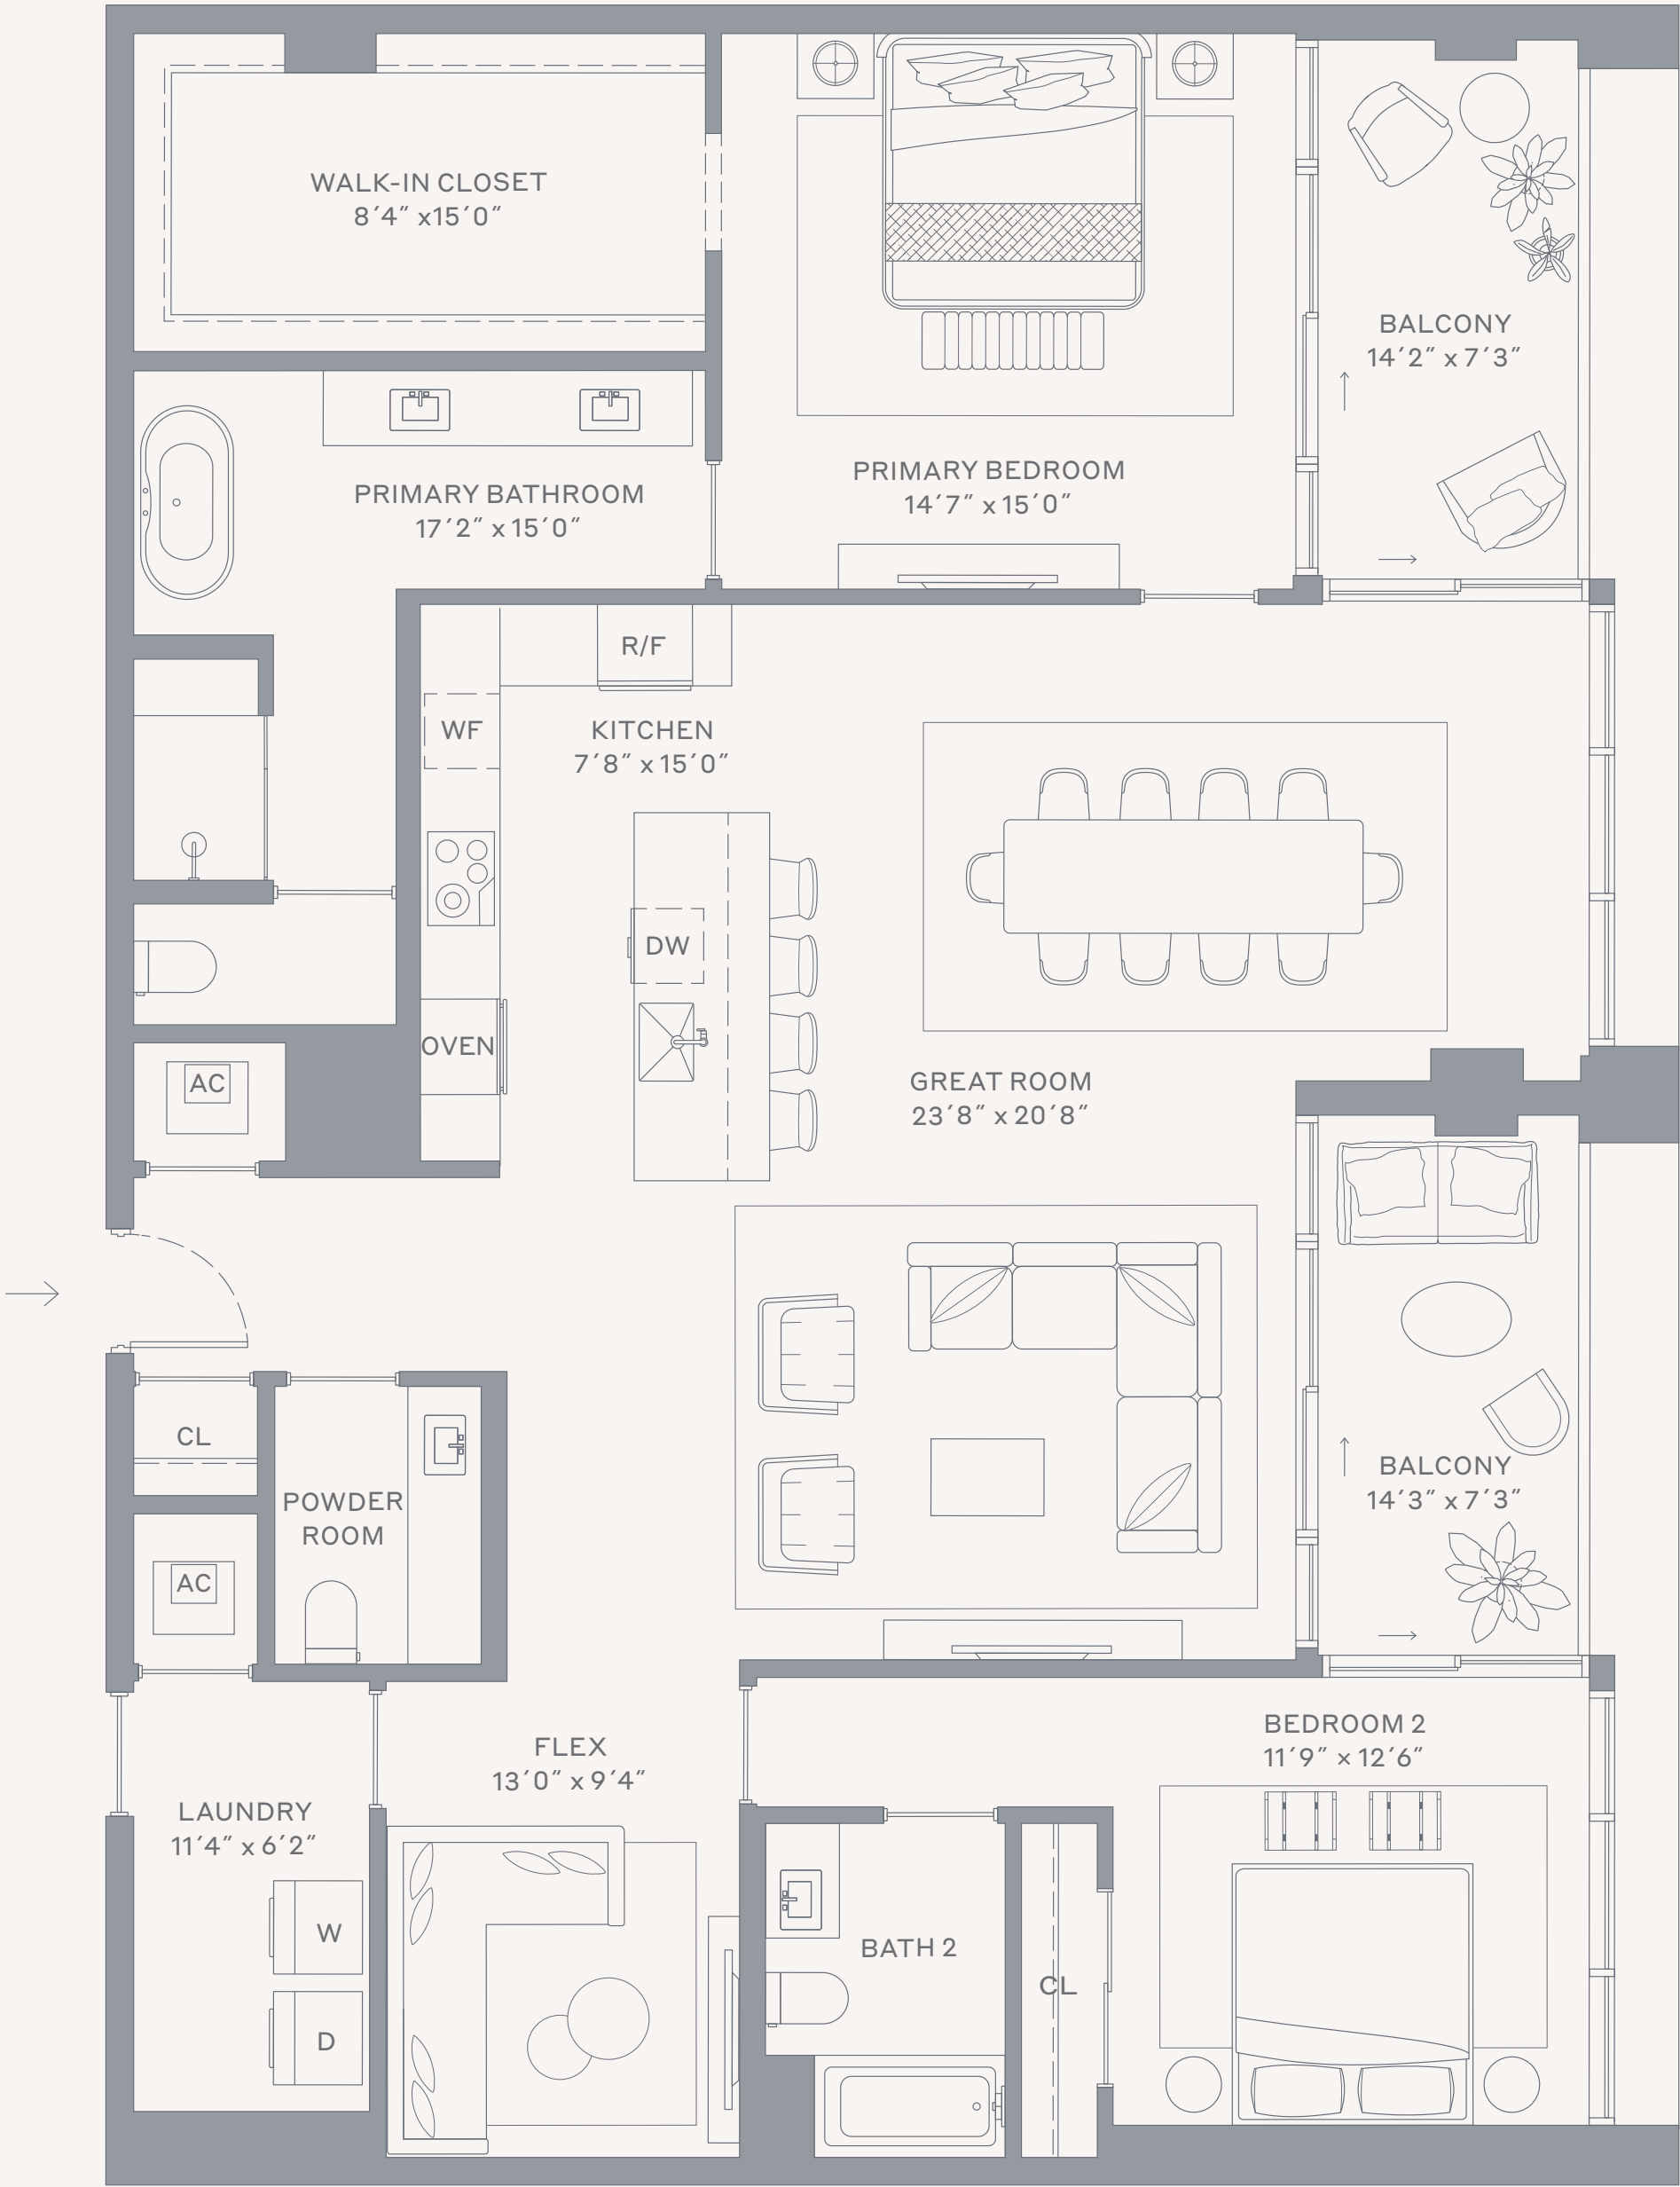 WALK-IN CLOSET
8´4˝ x15´0˝
BALCONY
14´2˝ x 7´3˝
PRIMARY BEDROOM
14´7˝ x 15´0˝
PRIMARY BATHROOM
17´2˝ x 15´0˝
R/F
WF
KITCHEN
7´8˝ x 15´0˝
DW
OVEN
AC
GREAT ROOM
23´8˝ x 20´8˝
CL
POWDER
ROOM
BALCONY
14´3˝ x 7´3˝
AC
BEDROOM 2
11´9˝ × 12´6˝
FLEX
13´0˝ x 9´4˝
LAUNDRY
11´4˝ x 6´2˝
W
D
BATH 2
CL